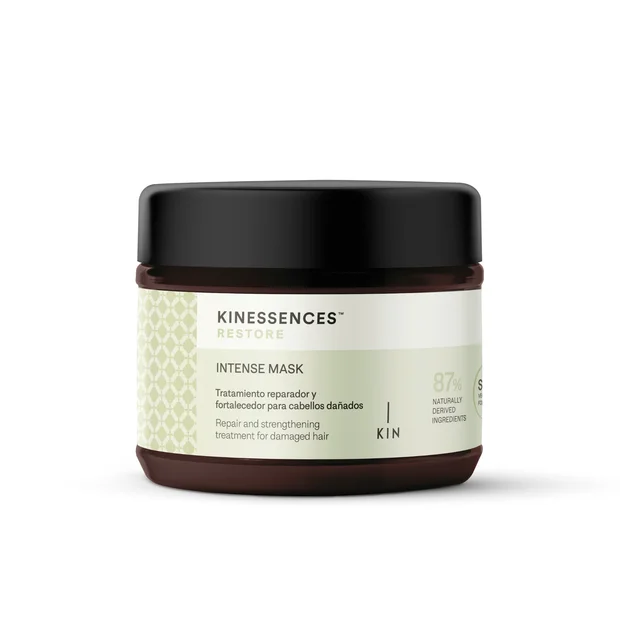 KINESSENCES™
RESTORE
INTENSE MASK
Tratamiento reparador y
fortalecedor para cabellos dañados
Repair and strengthening
treatment for damaged hair
KIN
87%
NATURALLY
DERIVED
INGREDIENTS